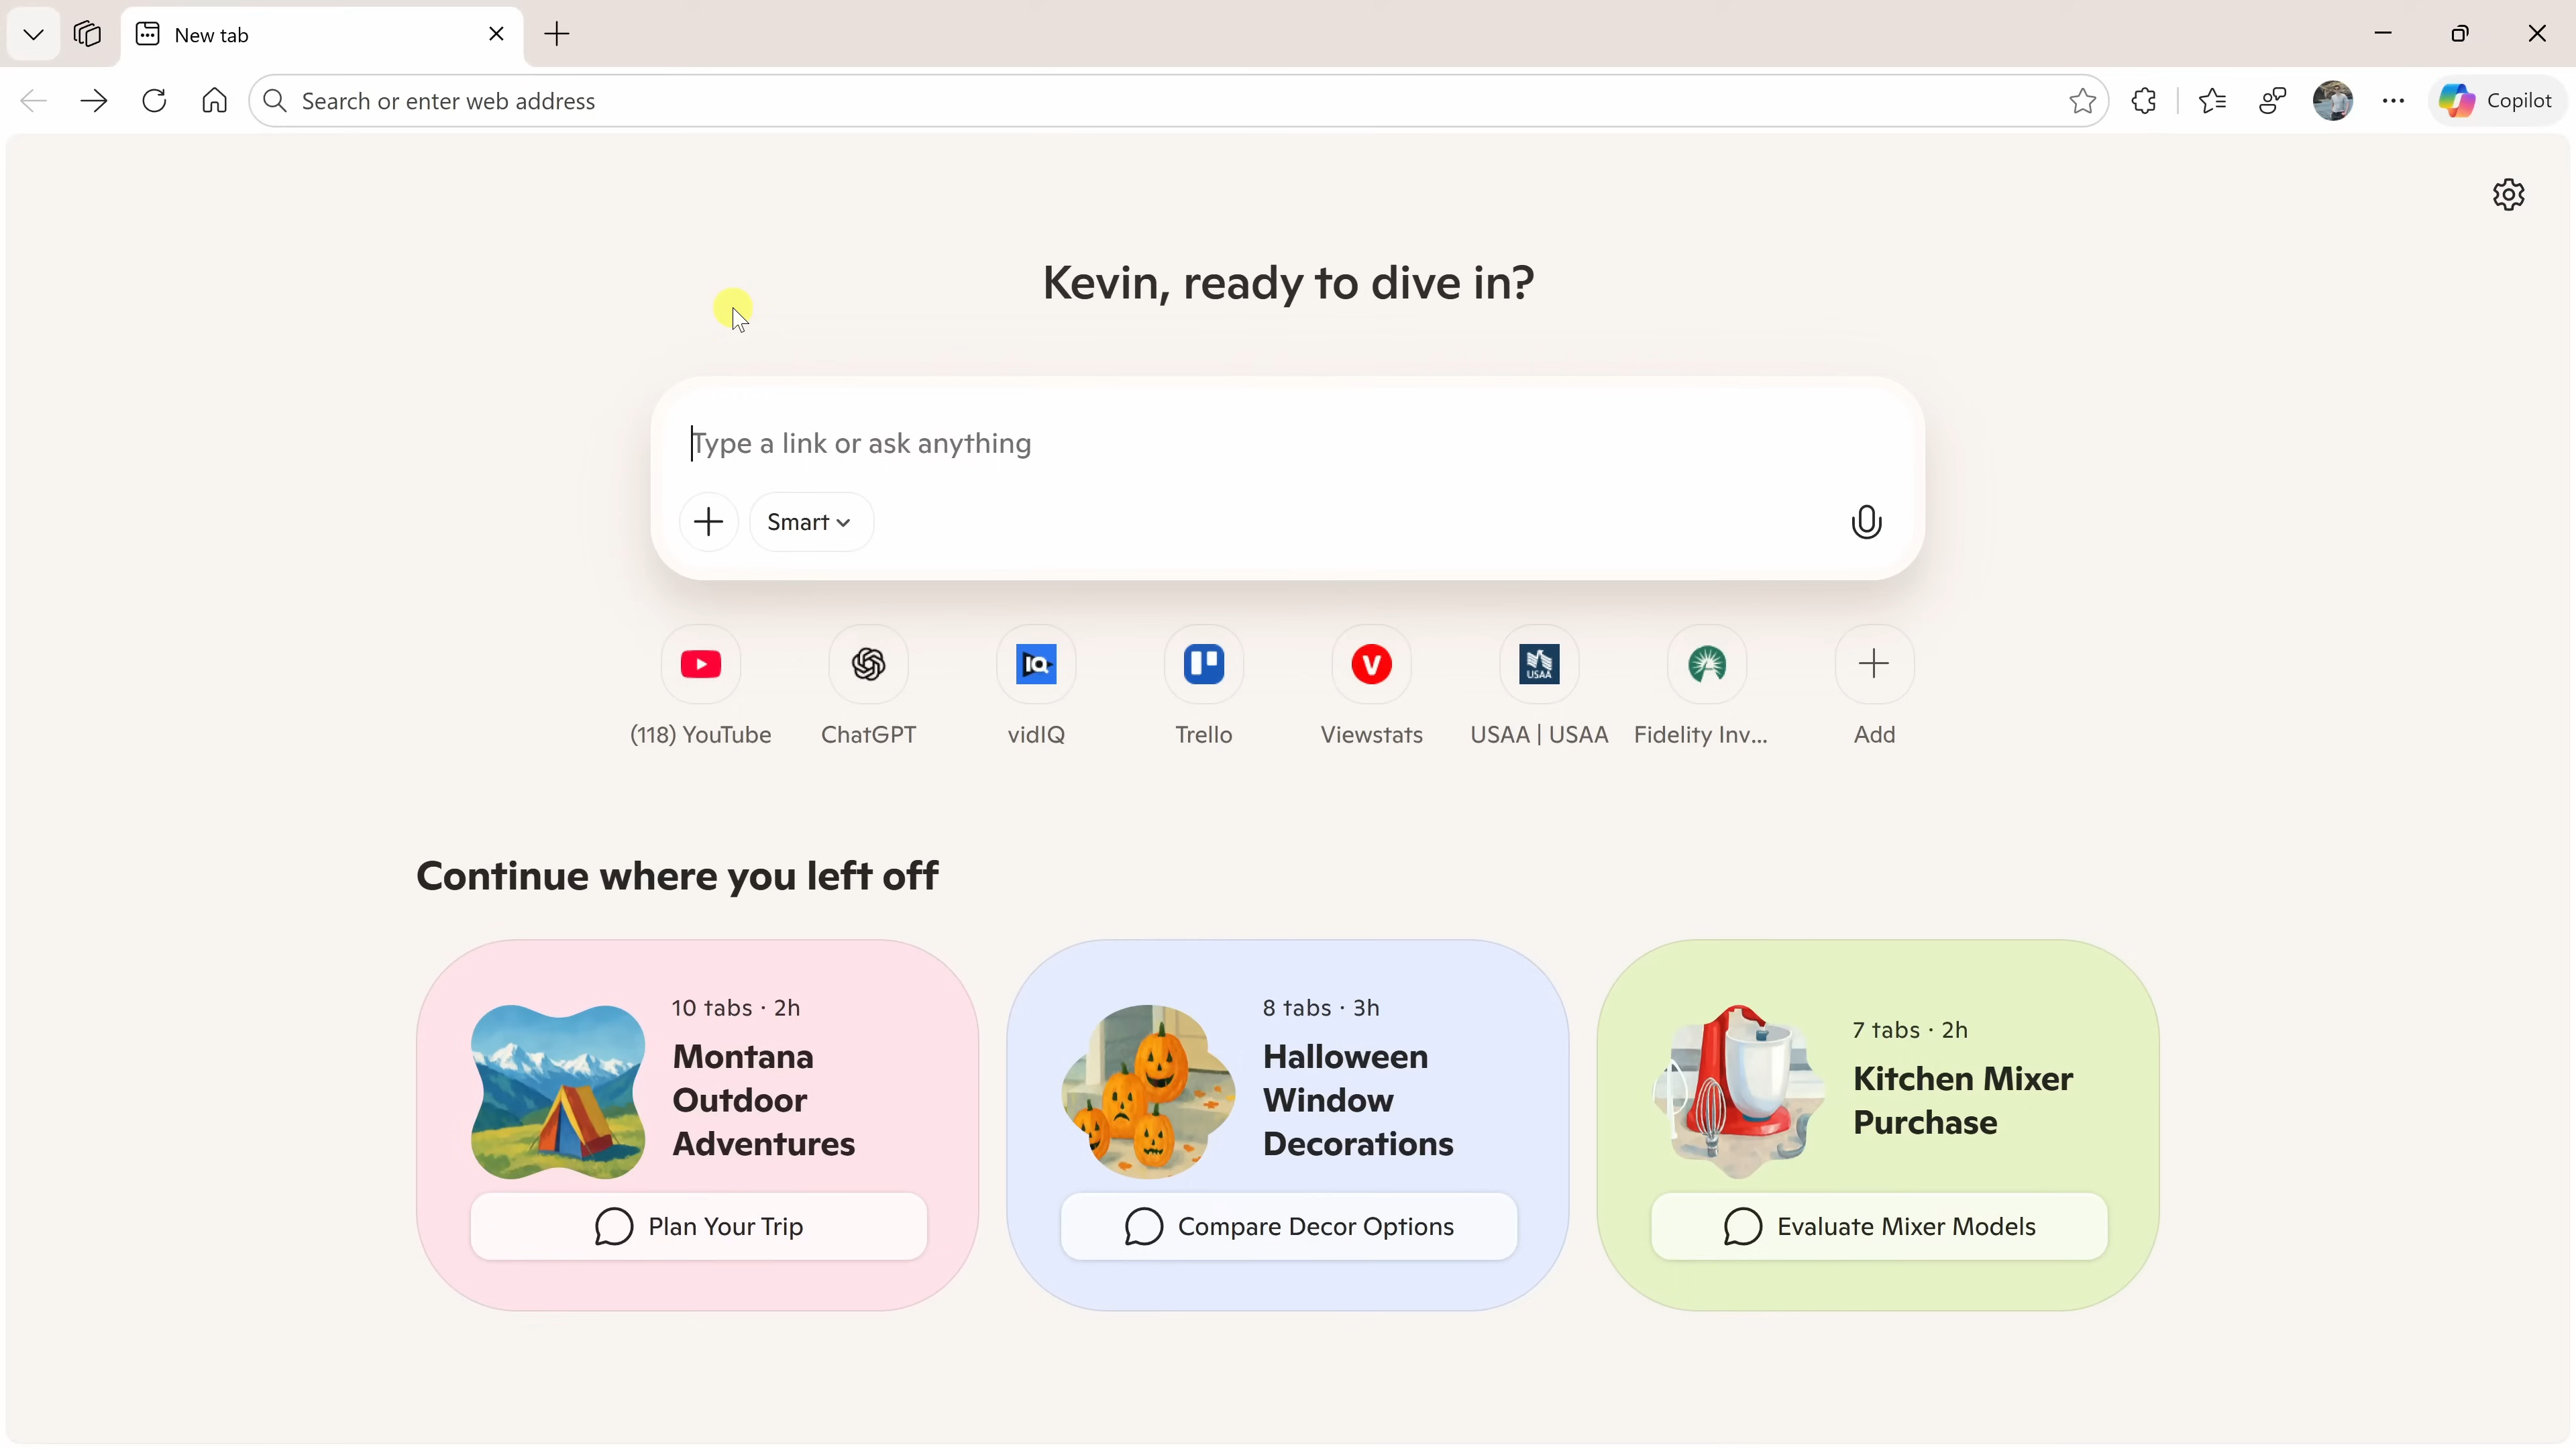 New tab
Search or enter web address
Copilot
Kevin, ready to dive in?
Type a link or ask anything
Smart
IQ
V
USAA
(118) YouTube
ChatGPT
vidIQ
Trello
Viewstats
USAA | USAA
Fidelity Inv...
Add
Continue where you left off
10 tabs · 2h
Montana
Outdoor
Adventures
Plan Your Trip
8 tabs · 3h
Halloween
Window
Decorations
Compare Decor Options
7 tabs · 2h
Kitchen Mixer
Purchase
Evaluate Mixer Models